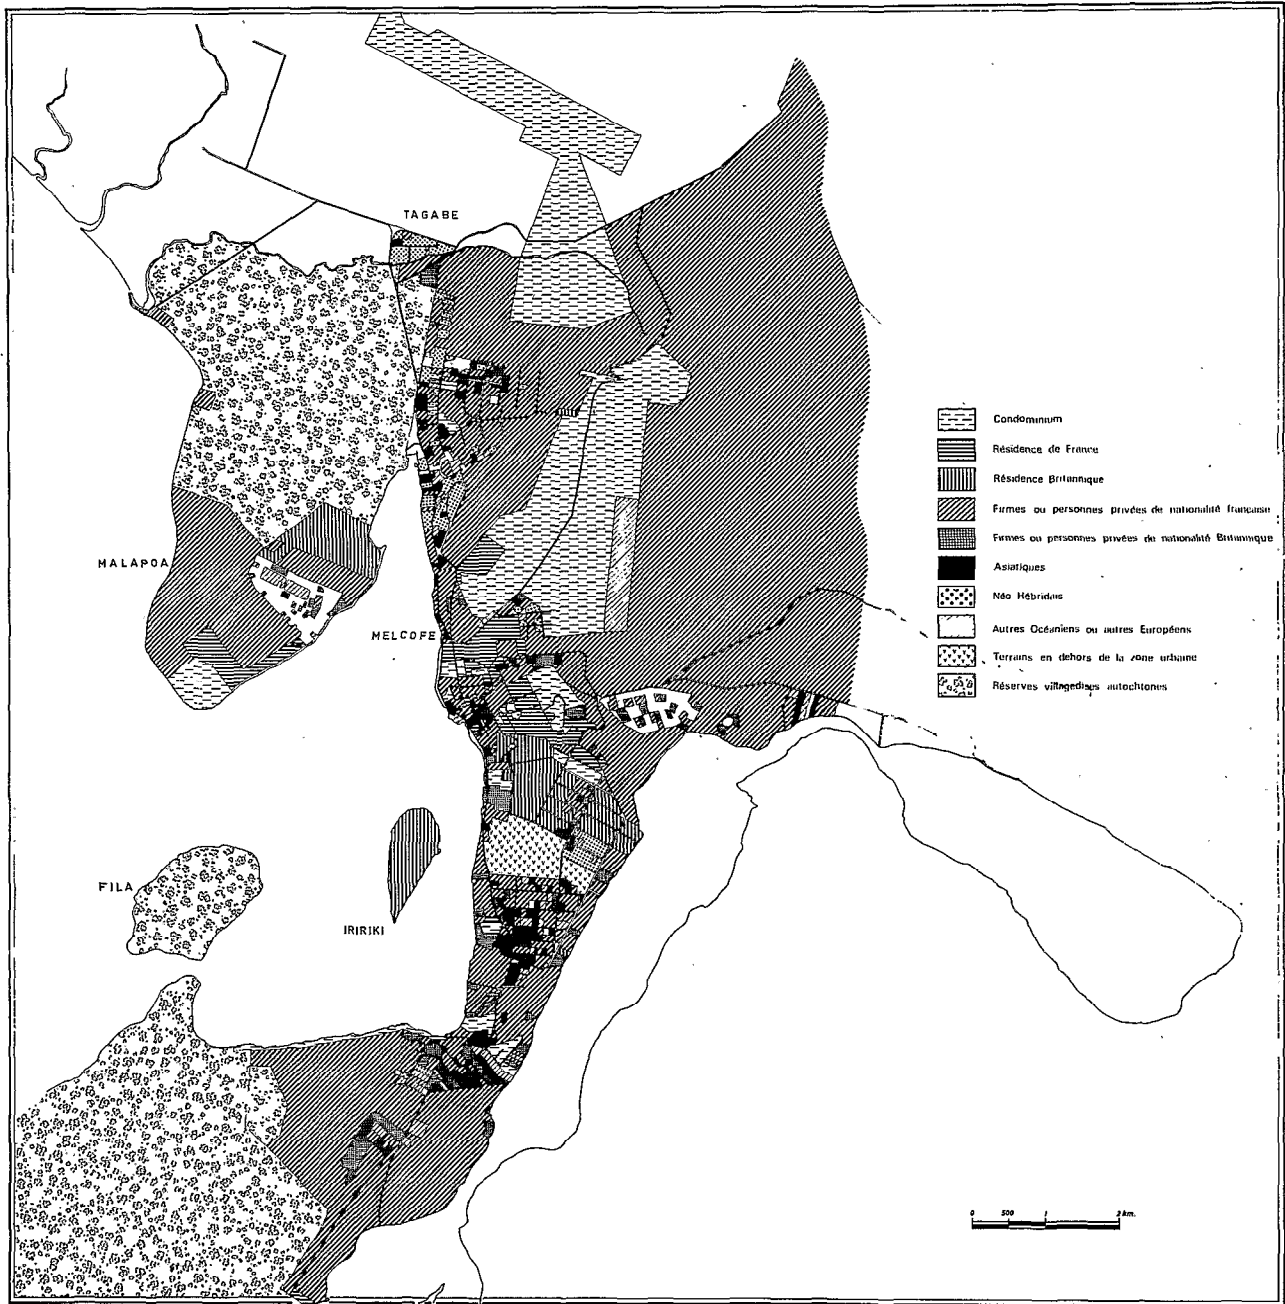 TAGABE
Condominium
Résidence de France
Résidence Britannique
Firmes ou personnes privées de nationalité française
MALAPOA
Firmes ou personnes privées de nationalité Britannique
Asiatiques
Néo Hébridais
MELCOFE
Autres Océaniens ou autres Européens
Terrains en dehors de la zone urbaine
Réserves villageoises autochtones
FILA
IRIRIKI
0 500 1 2 km.